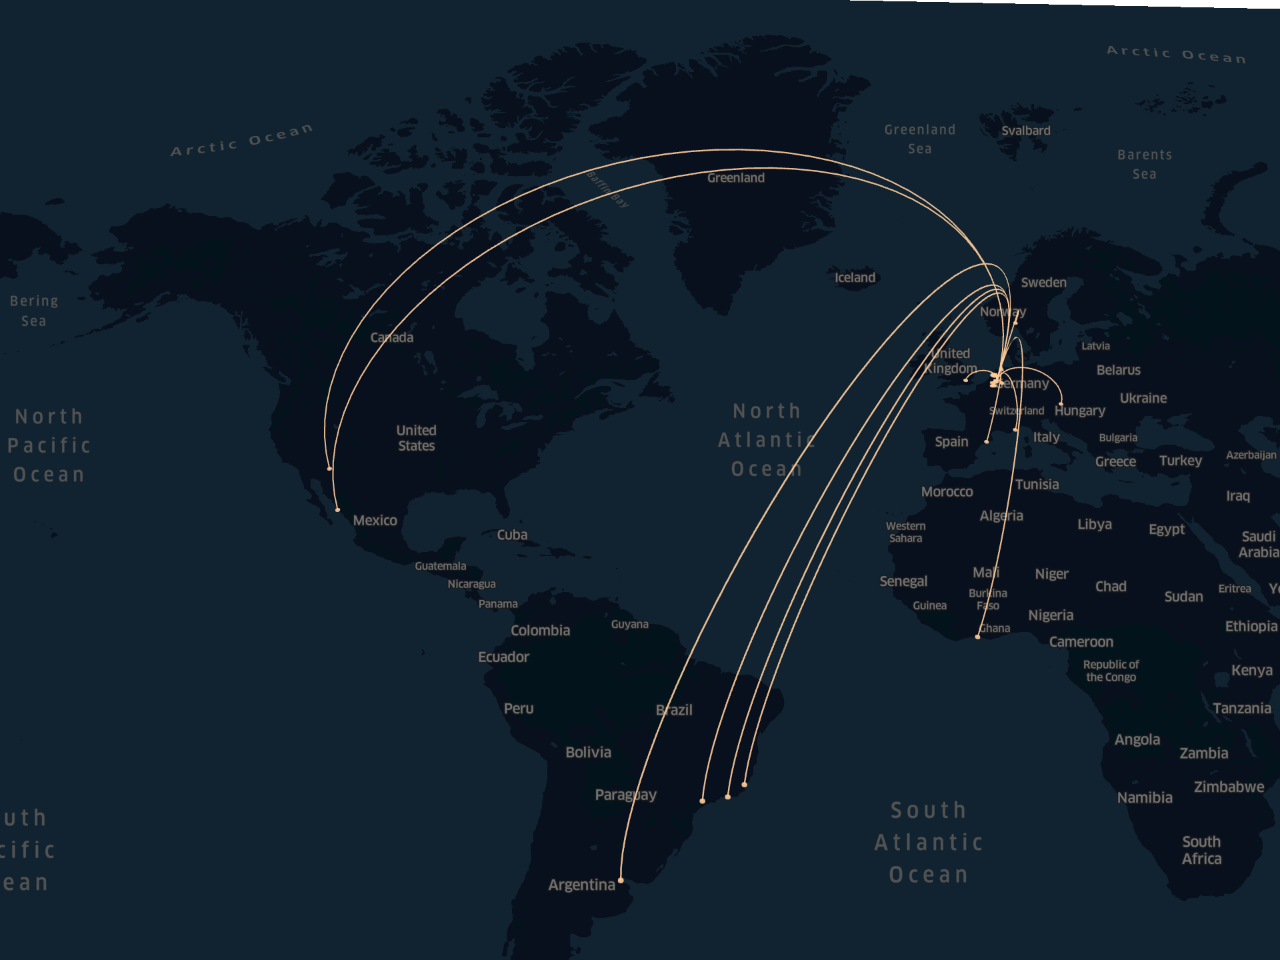 Arctic Ocean
Arctic Ocean
Greenland
Sea
Svalbard
Barents
Sea
Greenland
Baffin Bay
Iceland
Sweden
Bering
Sea
Norway
Canada
United
Kingdom
Latvia
Belarus
Germany
Ukraine
North
Pacific
Ocean
North
Atlantic
Ocean
Switzerland
Hungary
United
States
Spain
Italy
Bulgaria
Greece
Turkey
Azerbaijan
Morocco
Tunisia
Iraq
Mexico
Cuba
Western
Sahara
Algeria
Libya
Egypt
Saudi
Arabia
Guatemala
Nicaragua
Panama
Senegal
Mali
Niger
Chad
Sudan
Eritrea
Ye
Guinea
Burkina
Faso
Nigeria
Colombia
Guyana
Ghana
Cameroon
Ethiopia
Ecuador
Republic of
the Congo
Kenya
Peru
Brazil
Tanzania
Bolivia
Angola
Zambia
Paraguay
Namibia
Zimbabwe
uth
cific
ean
South
Atlantic
Ocean
South
Africa
Argentina